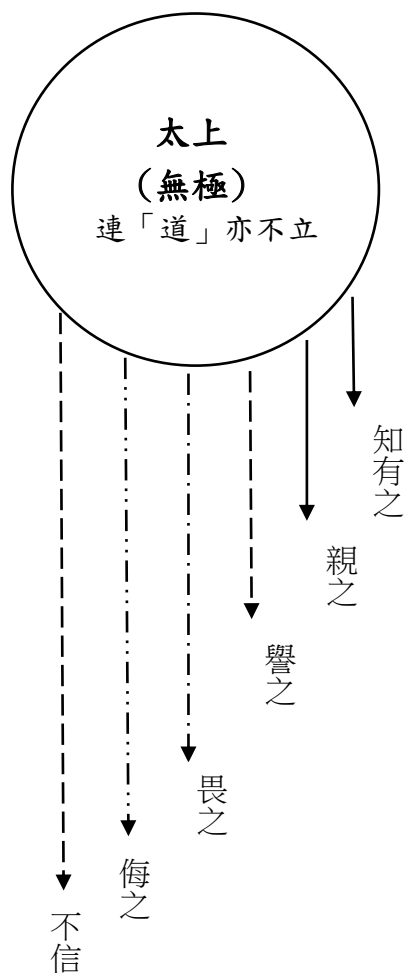 太上
（無極）
連「道」亦不立
知有之
親之
譽之
畏之
侮之
不信